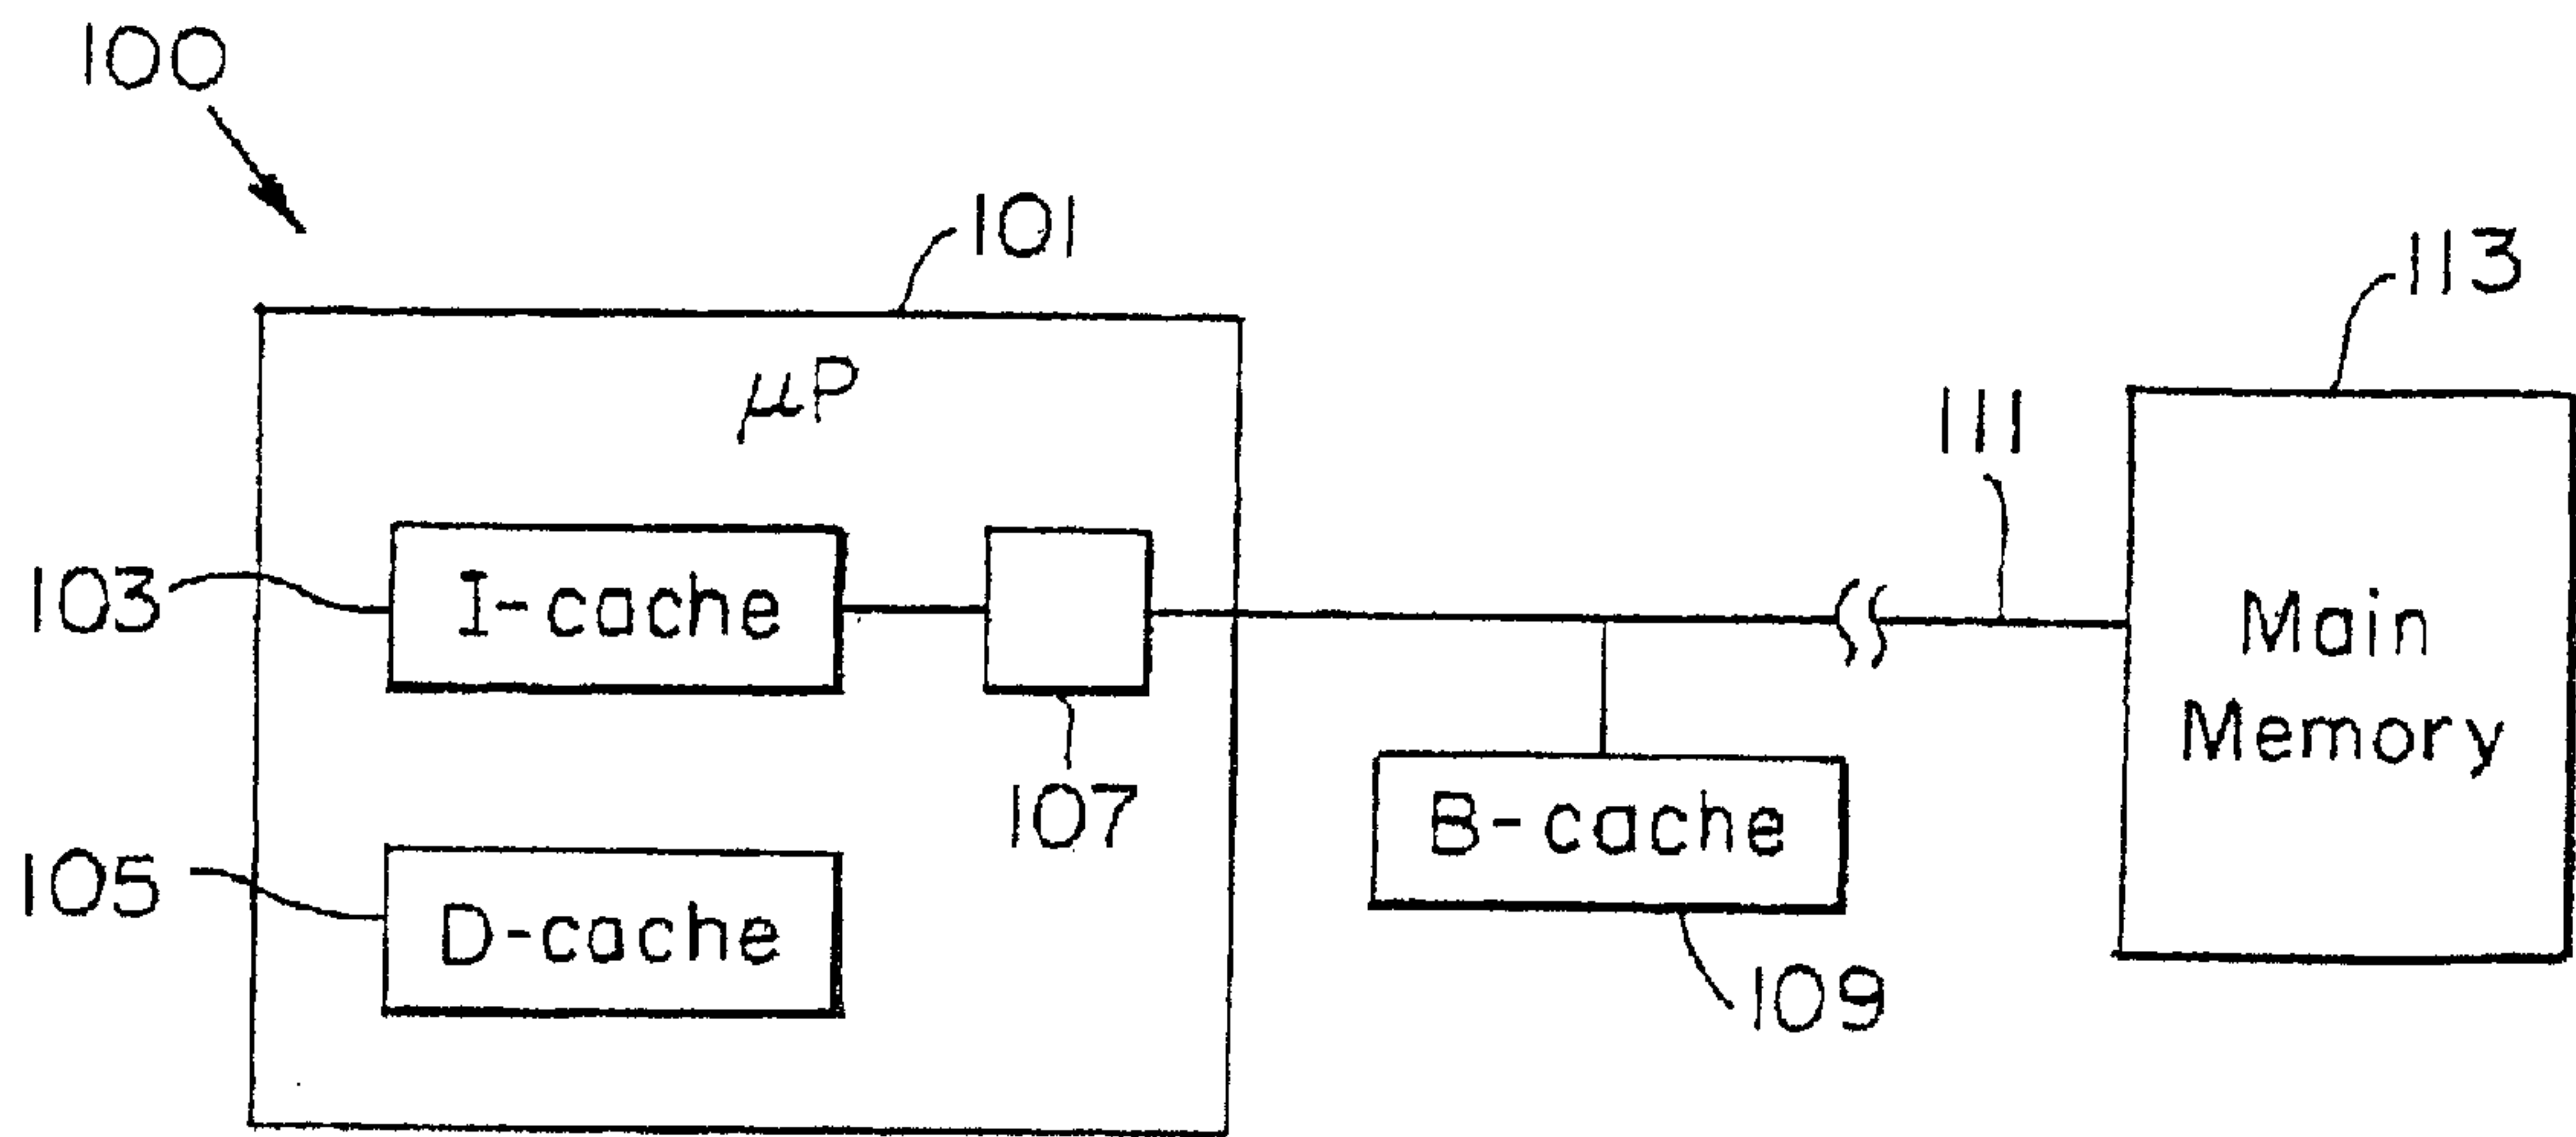 100
101
113
μP
111
103
I-cache
Main
Memory
107
B-cache
105
D-cache
109